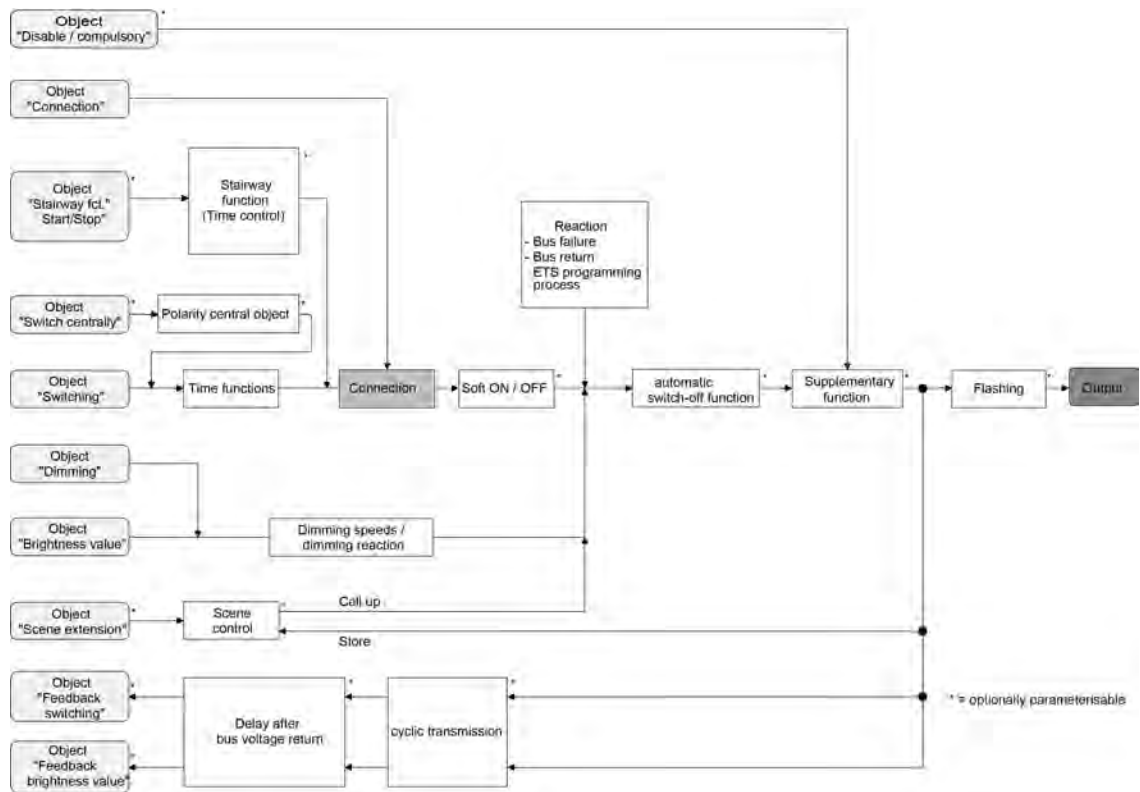 Object
"Disable / compulsory"
*
Object
"Connection"
Object
"Stairway fct."
Start/Stop"
*
Stairway
function
(Time control)
*
Reaction
- Bus failure
- Bus return
ETS programming
process
Object
"Switch centrally"
*
Polarity central object
*
Object
"Switching"
Time functions
Connection
Soft ON / OFF
*
automatic
switch-off function
*
Supplementary
function
*
Flashing
*
Output
Object
"Dimming"
Object
"Brightness value"
Dimming speeds /
dimming reaction
Object
"Scene extension"
*
Scene
control
*
Call up
Store
Object
"Feedback
switching"
*
Object
"Feedback
brightness value"
*
Delay after
bus voltage return
*
cyclic transmission
*
* = optionally parameterisable